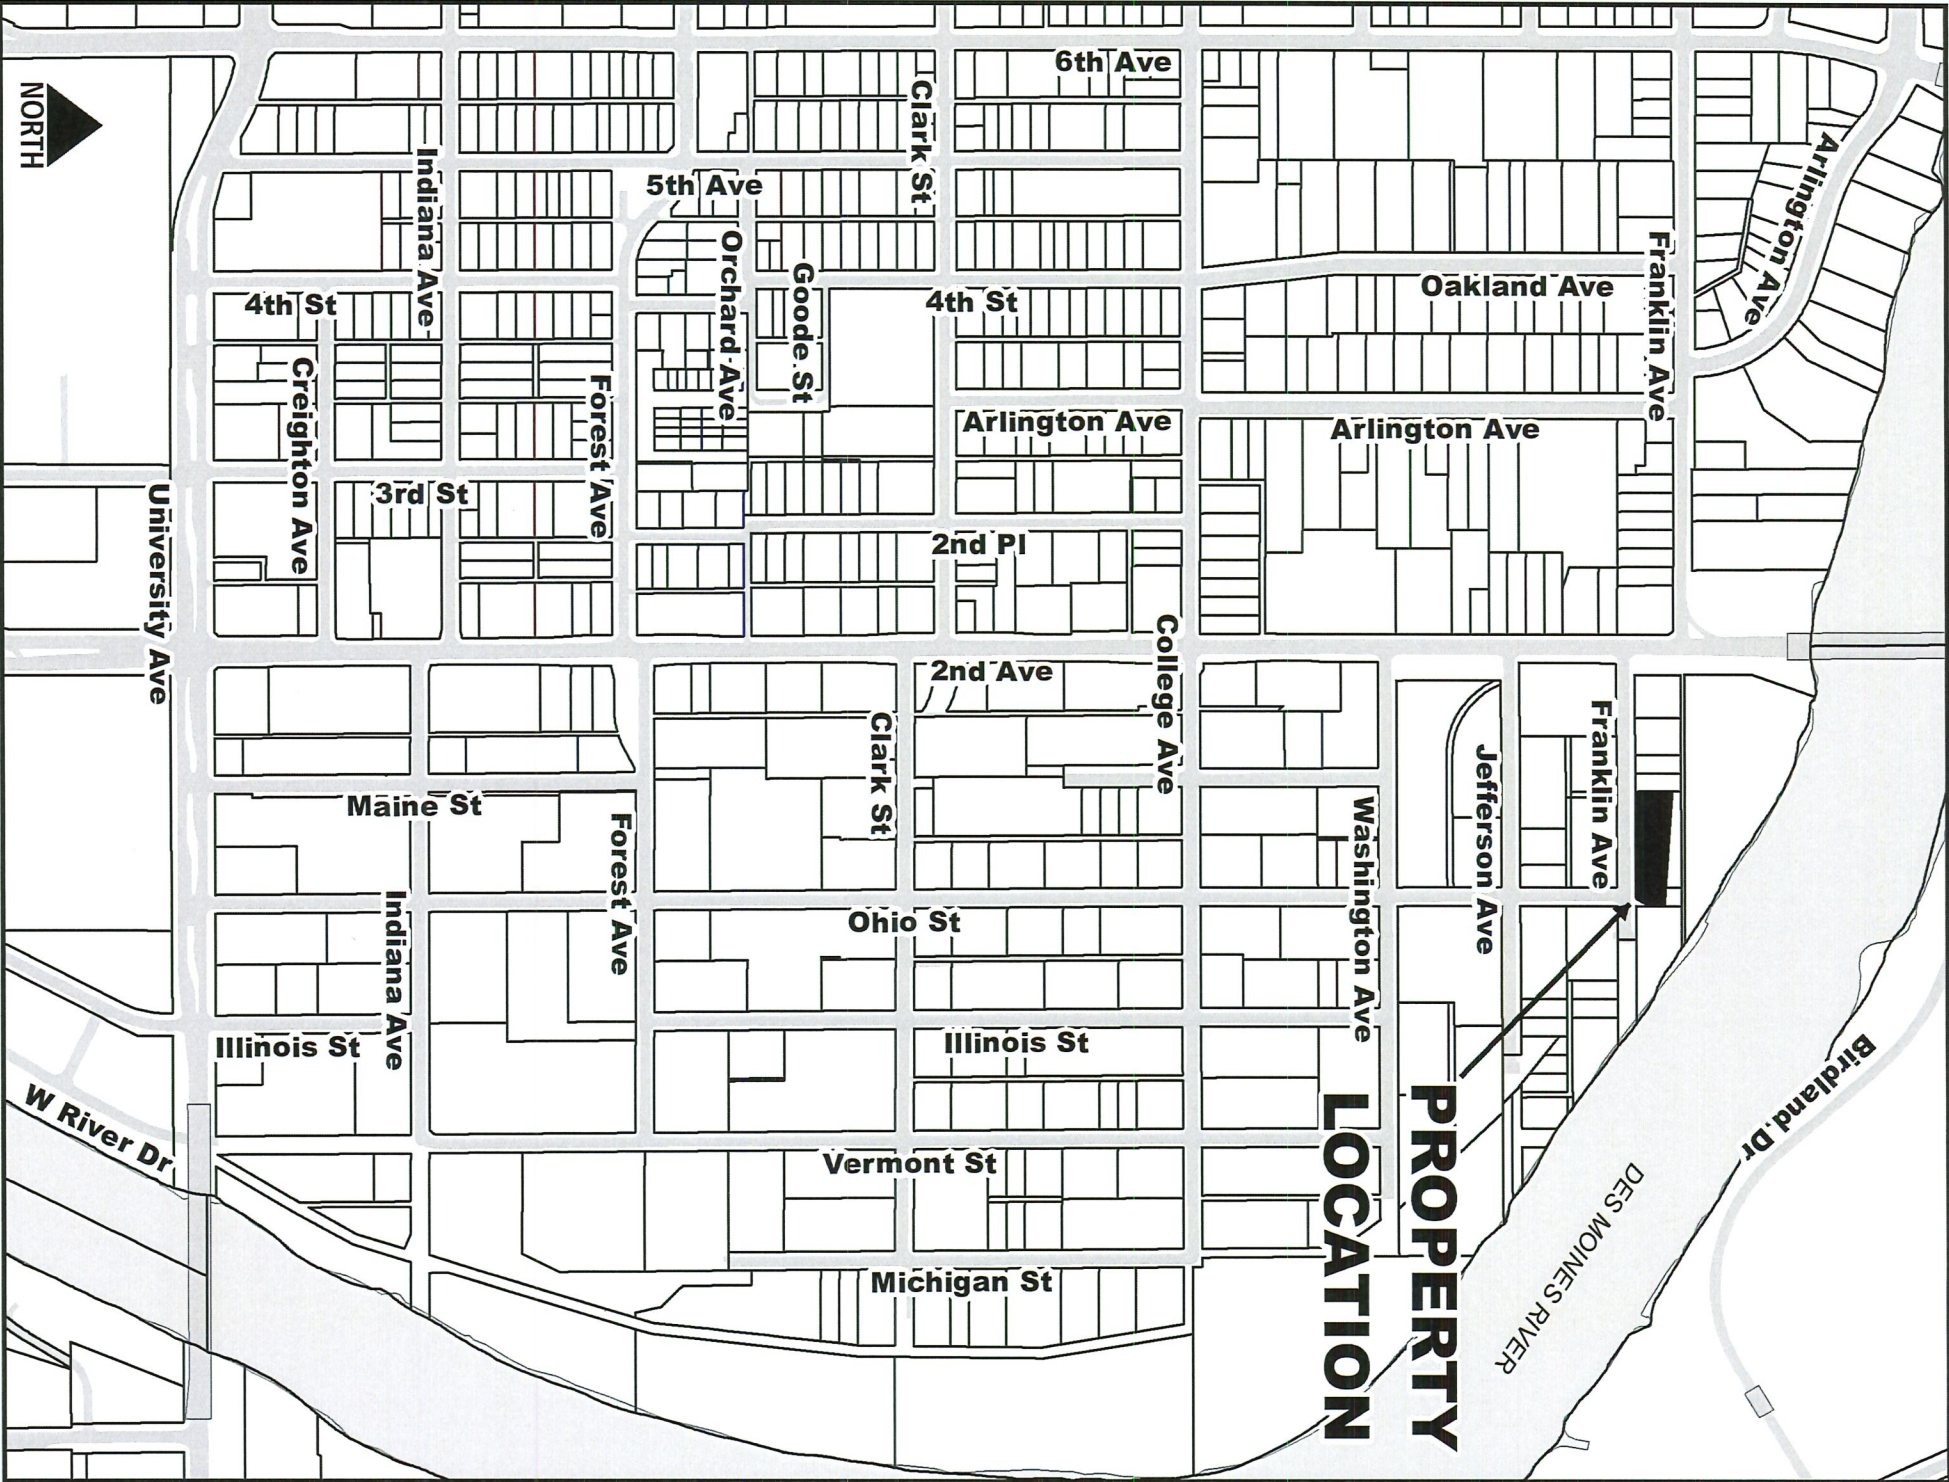 6th Ave
NORTH
Clark St
Arlington Ave
Indiana Ave
5th Ave
Orchard Ave
Franklin Ave
Goode St
Oakland Ave
4th St
4th St
Creighton Ave
Forest Ave
Arlington Ave
Arlington Ave
University Ave
3rd St
2nd Pl
College Ave
2nd Ave
Clark St
Franklin Ave
Jefferson Ave
Maine St
Washington Ave
Forest Ave
Indiana Ave
Ohio St
Illinois St
Illinois St
Birdland Dr
W River Dr
PROPERTY
LOCATION
Vermont St
DES MOINES RIVER
Michigan St